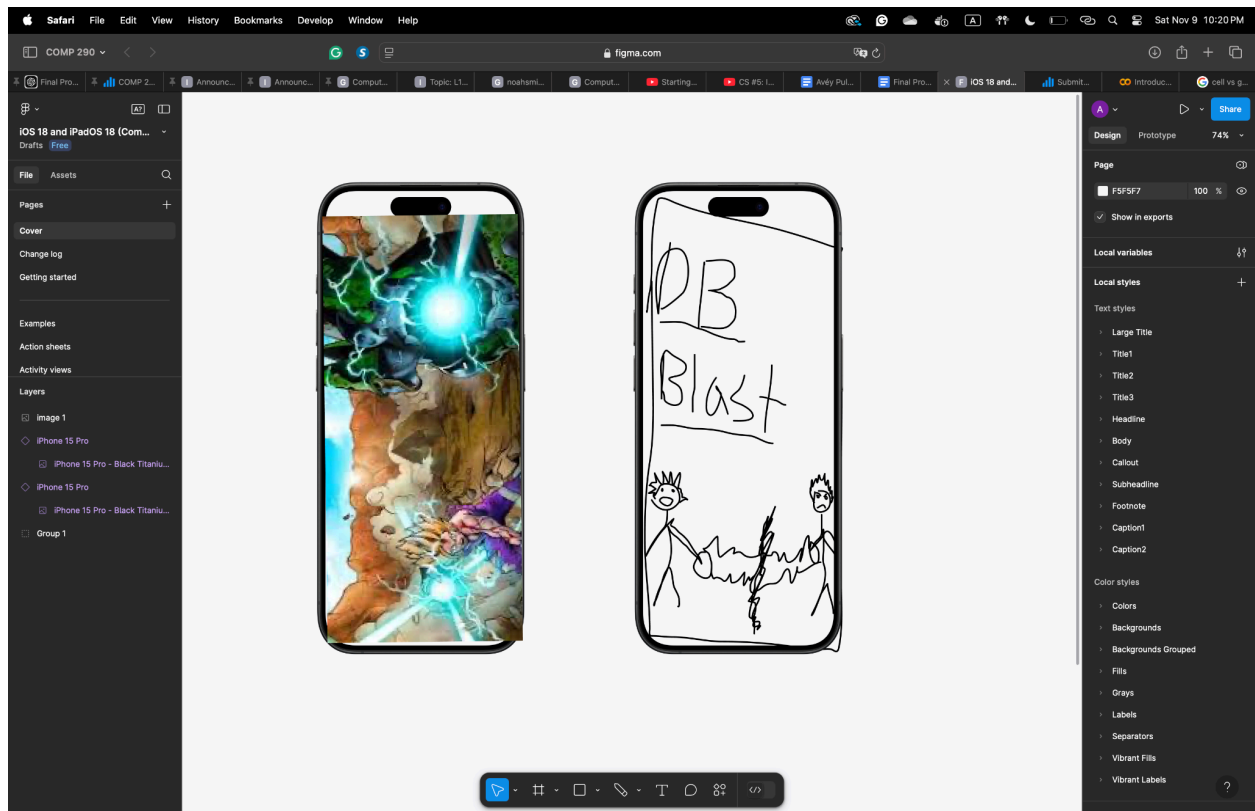 Safari File Edit View History Bookmarks Develop Window Help A Sat Nov 9 10:20 PM
COMP 290 G S figma.com
Final Pro... COMP 2... Announc... Announc... Comput... Topic: L1... noahsmi... Comput... Starting... CS #5: I... Avéy Pul... Final Pro... iOS 18 and... Submit... Introduc... cell vs g...
A?
iOS 18 and iPadOS 18 (Com...
Drafts Free
File Assets
Pages
Cover
Change log
Getting started
Examples
Action sheets
Activity views
Layers
image 1
iPhone 15 Pro
iPhone 15 Pro - Black Titaniu...
iPhone 15 Pro
iPhone 15 Pro - Black Titaniu...
Group 1
DB
Blast
A Share
Design Prototype 74%
Page
F5F5F7 100 %
Show in exports
Local variables
Local styles
Text styles
Large Title
Title1
Title2
Title3
Headline
Body
Callout
Subheadline
Footnote
Caption1
Caption2
Color styles
Colors
Backgrounds
Backgrounds Grouped
Fills
Grays
Labels
Separators
Vibrant Fills
Vibrant Labels
?